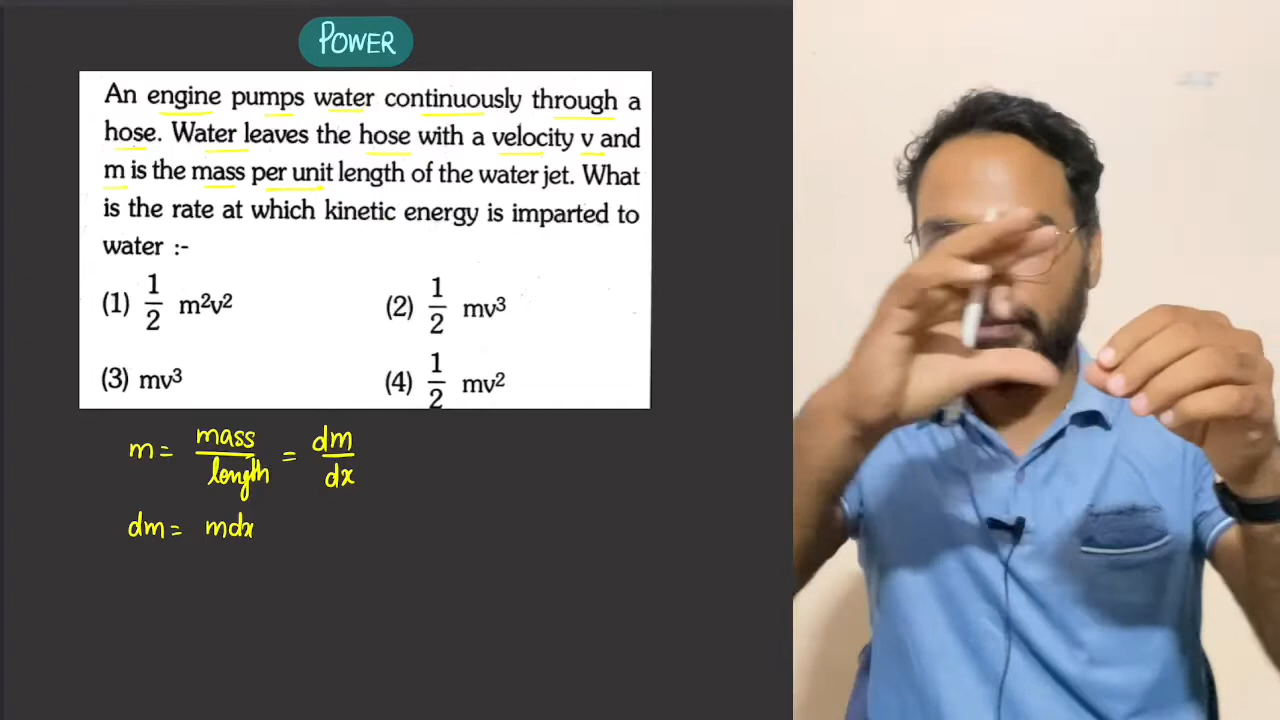 POWER
An engine pumps water continuously through a
hose. Water leaves the hose with a velocity v and
m is the mass per unit length of the water jet. What
is the rate at which kinetic energy is imparted to
water :-
(1) 1/2 m²v² (2) 1/2 mv³
(3) mv³ (4) 1/2 mv²
m = mass/length = dm/dx
dm = mdx